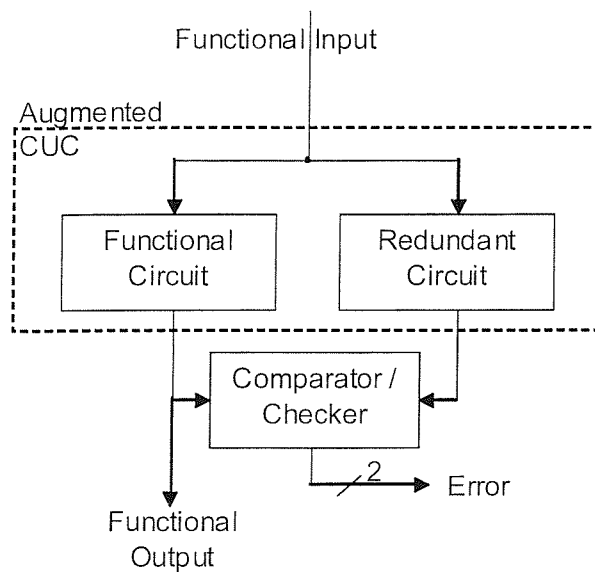 Functional Input
Augmented
CUC
Functional
Circuit
Redundant
Circuit
Comparator /
Checker
2
Error
Functional
Output